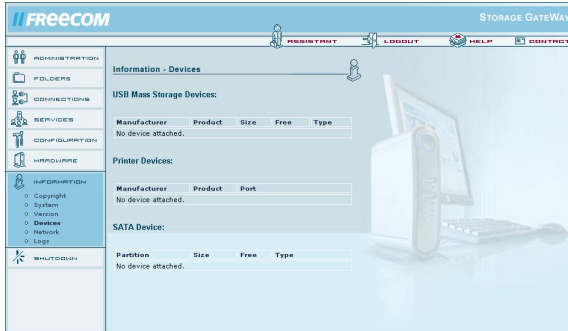 FREECOM
STORAGE GATEWAY
ASSISTANT LOGOUT HELP CONTACT
ADMINISTRATION
FOLDERS
CONNECTIONS
SERVICES
CONFIGURATION
HARDWARE
INFORMATION
Copyright
System
Version
Devices
Network
Logs
SHUTDOWN
Information - Devices
USB Mass Storage Devices:
Manufacturer Product Size Free Type
No device attached.
Printer Devices:
Manufacturer Product Port
No device attached.
SATA Device:
Partition Size Free Type
No device attached.